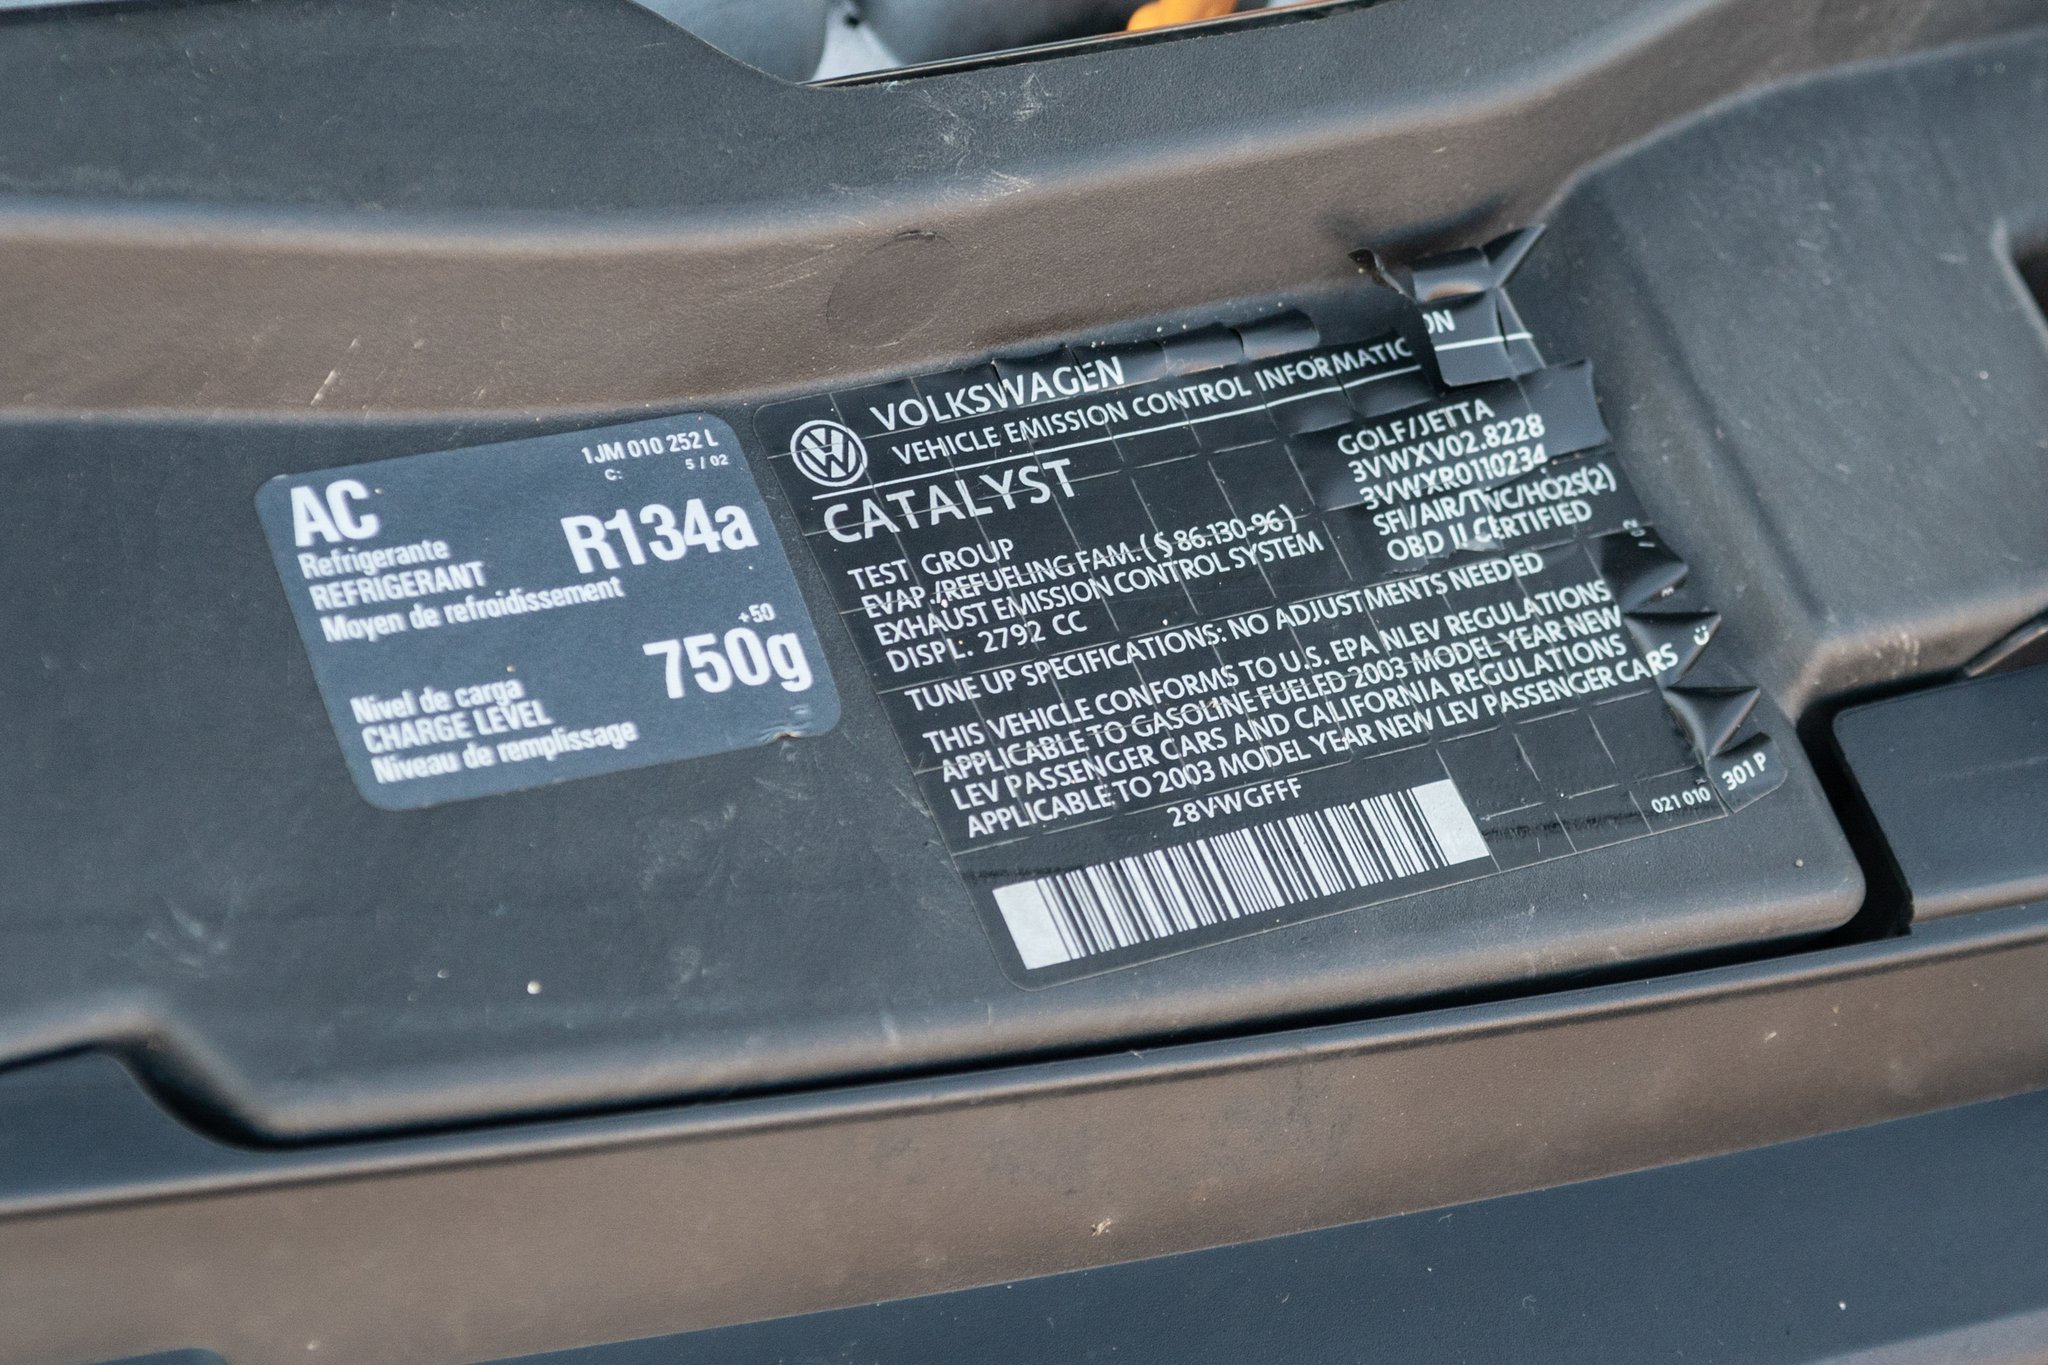 1JM 010 252 L
C: 5 / 02
AC
Refrigerante
REFRIGERANT R134a
Moyen de refroidissement
+50
750g
Nivel de carga
CHARGE LEVEL
Niveau de remplissage
VOLKSWAGEN
VEHICLE EMISSION CONTROL INFORMATION
CATALYST
GOLF/JETTA
TEST GROUP 3VWXV02.8228
EVAP./REFUELING FAM. ( § 86.130-96 ) 3VWXR0110234
EXHAUST EMISSION CONTROL SYSTEM SFI/AIR/TWC/HO2S(2)
DISPL. 2792 CC OBD II CERTIFIED
TUNE UP SPECIFICATIONS: NO ADJUSTMENTS NEEDED
THIS VEHICLE CONFORMS TO U.S. EPA NLEV REGULATIONS
APPLICABLE TO GASOLINE FUELED 2003 MODEL YEAR NEW
LEV PASSENGER CARS AND CALIFORNIA REGULATIONS
APPLICABLE TO 2003 MODEL YEAR NEW LEV PASSENGER CARS
28VWGFFF
1
021 010 301 P